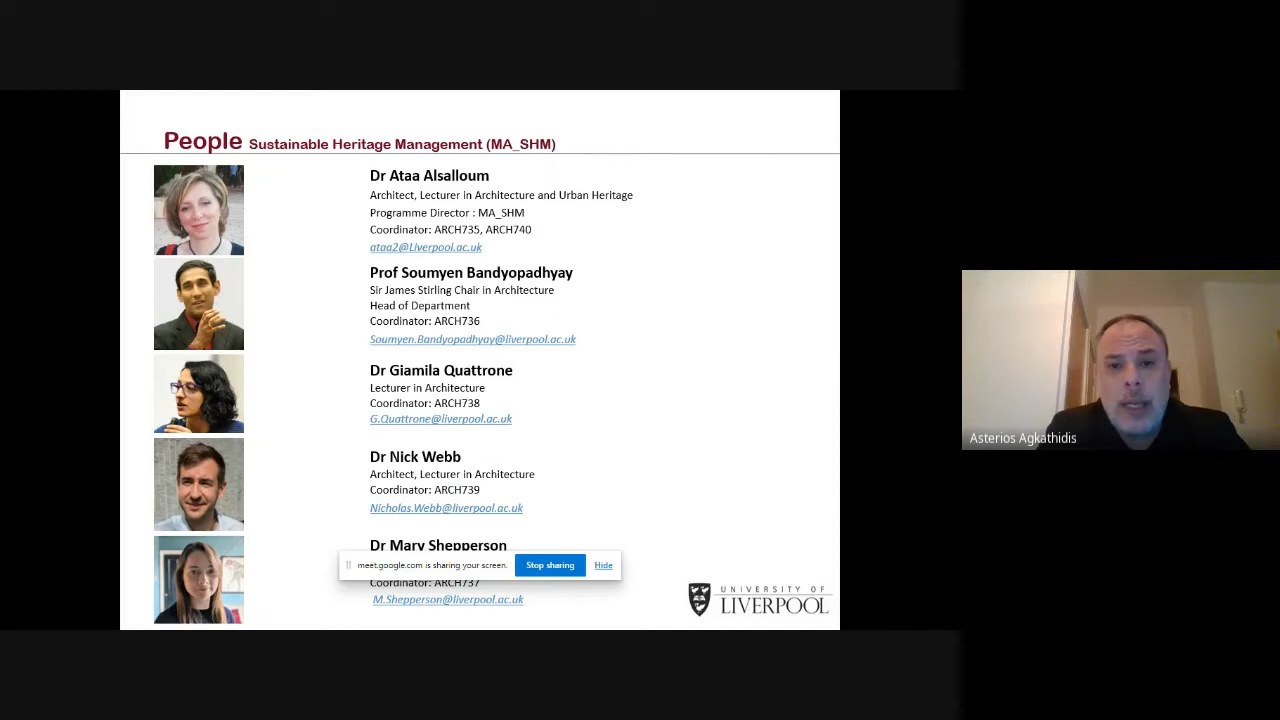 People Sustainable Heritage Management (MA_SHM)
Dr Ataa Alsalloum
Architect, Lecturer in Architecture and Urban Heritage
Programme Director : MA_SHM
Coordinator: ARCH735, ARCH740
ataa2@Liverpool.ac.uk
Prof Soumyen Bandyopadhyay
Sir James Stirling Chair in Architecture
Head of Department
Coordinator: ARCH736
Soumyen.Bandyopadhyay@liverpool.ac.uk
Dr Giamila Quattrone
Lecturer in Architecture
Coordinator: ARCH738
G.Quattrone@liverpool.ac.uk
Dr Nick Webb
Architect, Lecturer in Architecture
Coordinator: ARCH739
Nicholas.Webb@liverpool.ac.uk
Dr Mary Shepperson
meet.google.com is sharing your screen. Stop sharing Hide
Coordinator: ARCH737
M.Shepperson@liverpool.ac.uk
UNIVERSITY OF
LIVERPOOL
Asterios Agkathidis